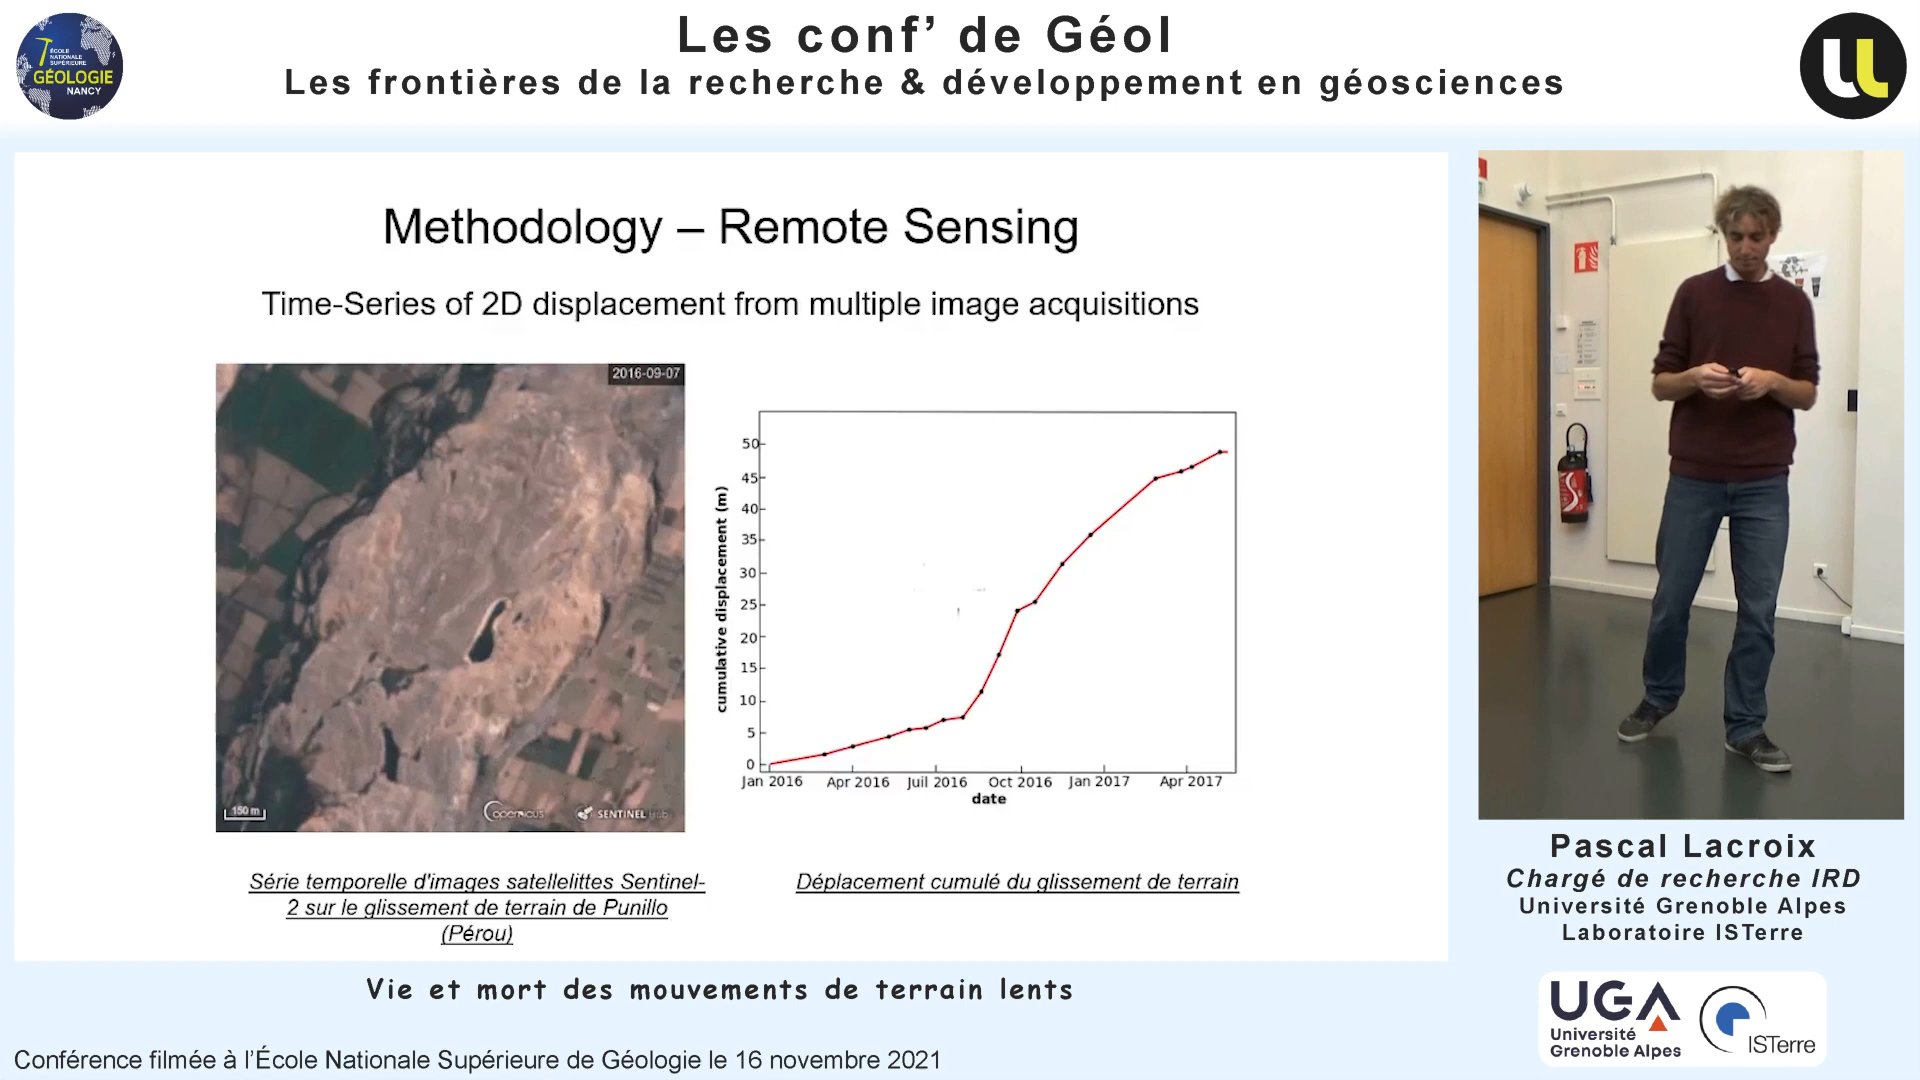 Les conf’ de Géol
Les frontières de la recherche & développement en géosciences
ÉCOLE
NATIONALE
SUPÉRIEURE
GÉOLOGIE
NANCY
Methodology – Remote Sensing
Time-Series of 2D displacement from multiple image acquisitions
2016-09-07
150 m
Copernicus
SENTINEL Hub
cumulative displacement (m)
50
45
40
35
30
25
20
15
10
5
0
Jan 2016 Apr 2016 Juil 2016 Oct 2016 Jan 2017 Apr 2017
date
Série temporelle d'images satellelittes Sentinel-
2 sur le glissement de terrain de Punillo
(Pérou)
Déplacement cumulé du glissement de terrain
Pascal Lacroix
Chargé de recherche IRD
Université Grenoble Alpes
Laboratoire ISTerre
Vie et mort des mouvements de terrain lents
UGA
Université
Grenoble Alpes
ISTerre
Conférence filmée à l’École Nationale Supérieure de Géologie le 16 novembre 2021